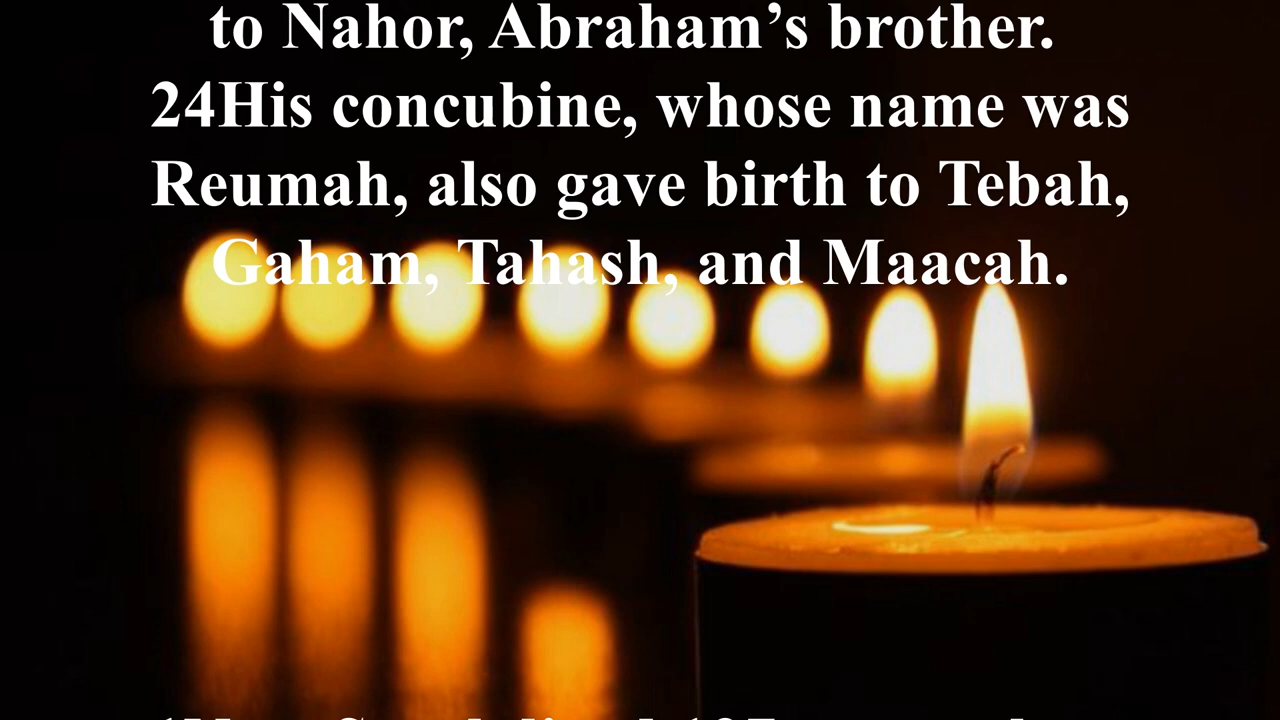 to Nahor, Abraham’s brother.
24His concubine, whose name was
Reumah, also gave birth to Tebah,
Gaham, Tahash, and Maacah.